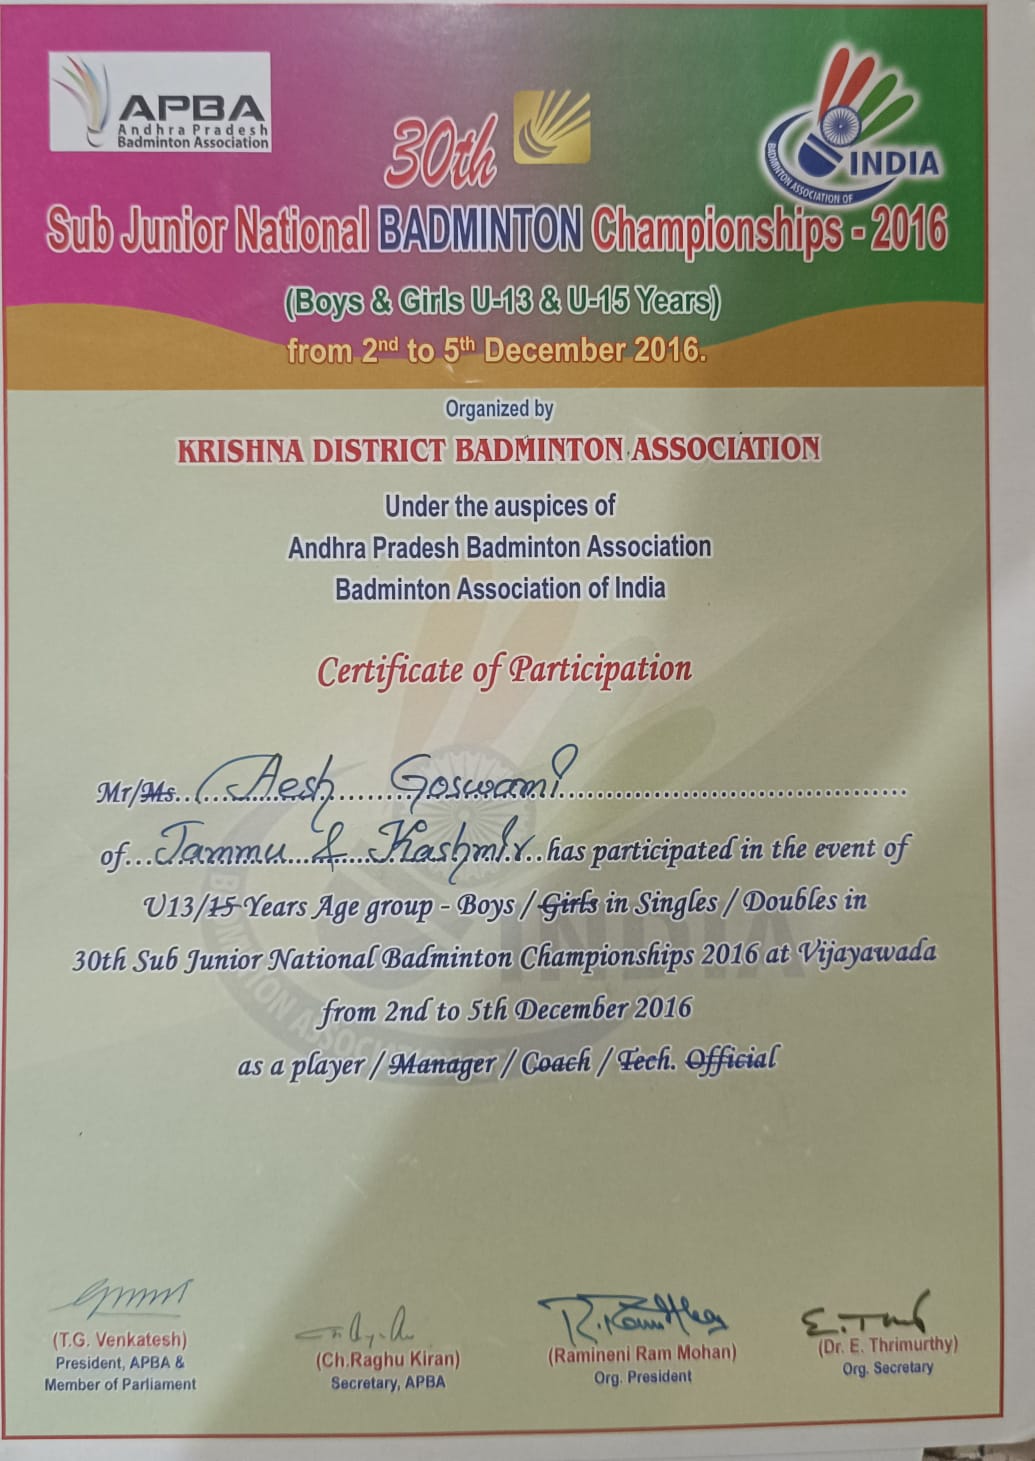 APBA
Andhra Pradesh
Badminton Association
INDIA
BADMINTON ASSOCIATION OF
30th
Sub Junior National BADMINTON Championships - 2016
(Boys & Girls U-13 & U-15 Years)
from 2nd to 5th December 2016.
Organized by
KRISHNA DISTRICT BADMINTON ASSOCIATION
Under the auspices of
Andhra Pradesh Badminton Association
Badminton Association of India
Certificate of Participation
Mr/Ms. Goswami
of Jammu & Kashmir has participated in the event of
U13/15 Years Age group - Boys / Girls in Singles / Doubles in
30th Sub Junior National Badminton Championships 2016 at Vijayawada
from 2nd to 5th December 2016
as a player / Manager / Coach / Tech. Official
(T.G. Venkatesh)
President, APBA &
Member of Parliament
(Ch.Raghu Kiran)
Secretary, APBA
(Ramineni Ram Mohan)
Org. President
E.
(Dr. E. Thrimurthy)
Org. Secretary